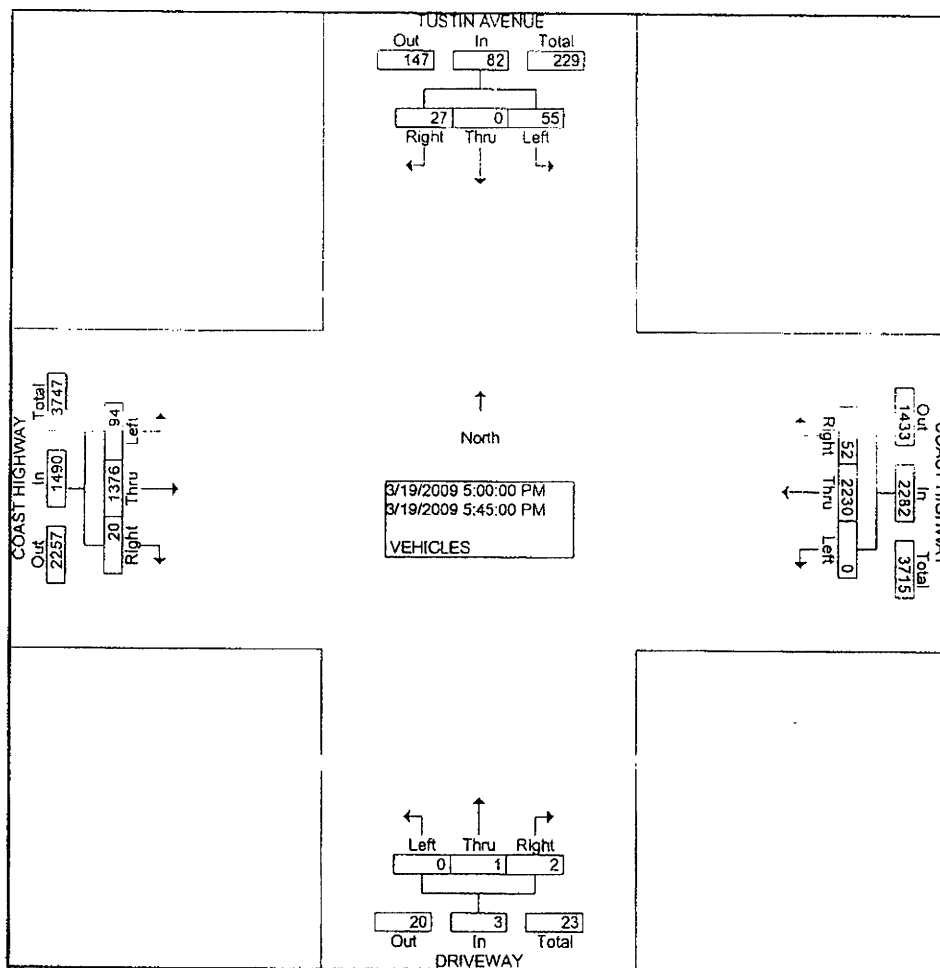 TUSTIN AVENUE
Out In Total
147 82 229
27 0 55
Right Thru Left
COAST HIGHWAY
Total In Out
3747 1490 2257
94 1376 20
Left Thru Right
North
3/19/2009 5:00:00 PM
3/19/2009 5:45:00 PM
VEHICLES
Right Thru Left
52 2230 0
Out In Total
1433 2282 3715
COAST HIGHWAY
Left Thru Right
0 1 2
20 3 23
Out In Total
DRIVEWAY